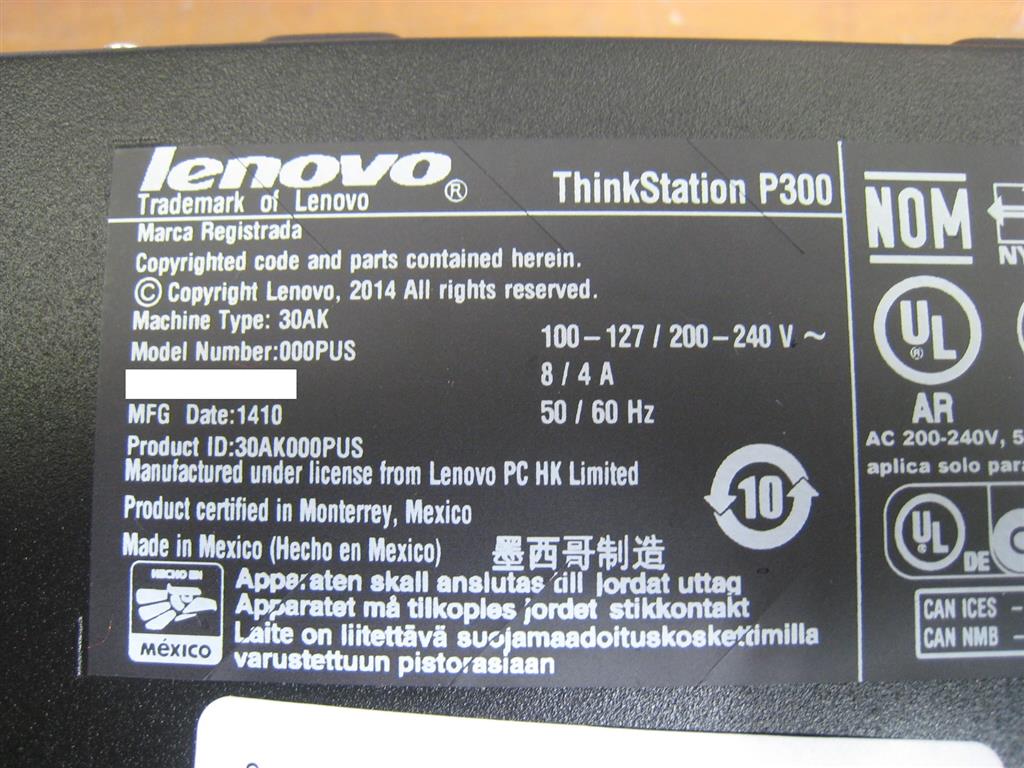 lenovo ®
Trademark of Lenovo
ThinkStation P300
Marca Registrada
Copyrighted code and parts contained herein.
© Copyright Lenovo, 2014 All rights reserved.
Machine Type: 30AK
Model Number:000PUS
MFG Date:1410
Product ID:30AK000PUS
100-127 / 200-240 V ~
8 / 4 A
50 / 60 Hz
Manufactured under license from Lenovo PC HK Limited
Product certified in Monterrey, Mexico
Made in Mexico (Hecho en Mexico) 墨西哥制造
10
HECHO EN
MÉXICO
Apparaten skall anslutas till jordat uttag
Apparatet må tilkoples jordet stikkontakt
Laite on liitettävä suojamaadoituskoskettimilla
varustettuun pistorasiaan
NOM
NY
UL ®
AR
AC 200-240V, 5
aplica solo para
UL
DE
CAN ICES -
CAN NMB -